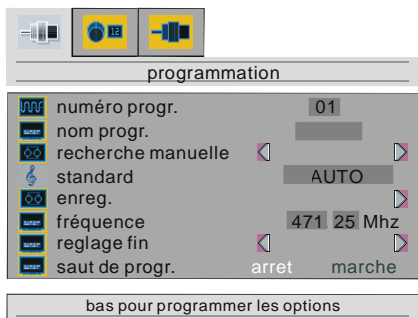 12
programmation
numéro progr. 01
nom progr.
recherche manuelle
standard AUTO
enreg.
fréquence 471 25 Mhz
reglage fin
saut de progr. arret marche
bas pour programmer les options